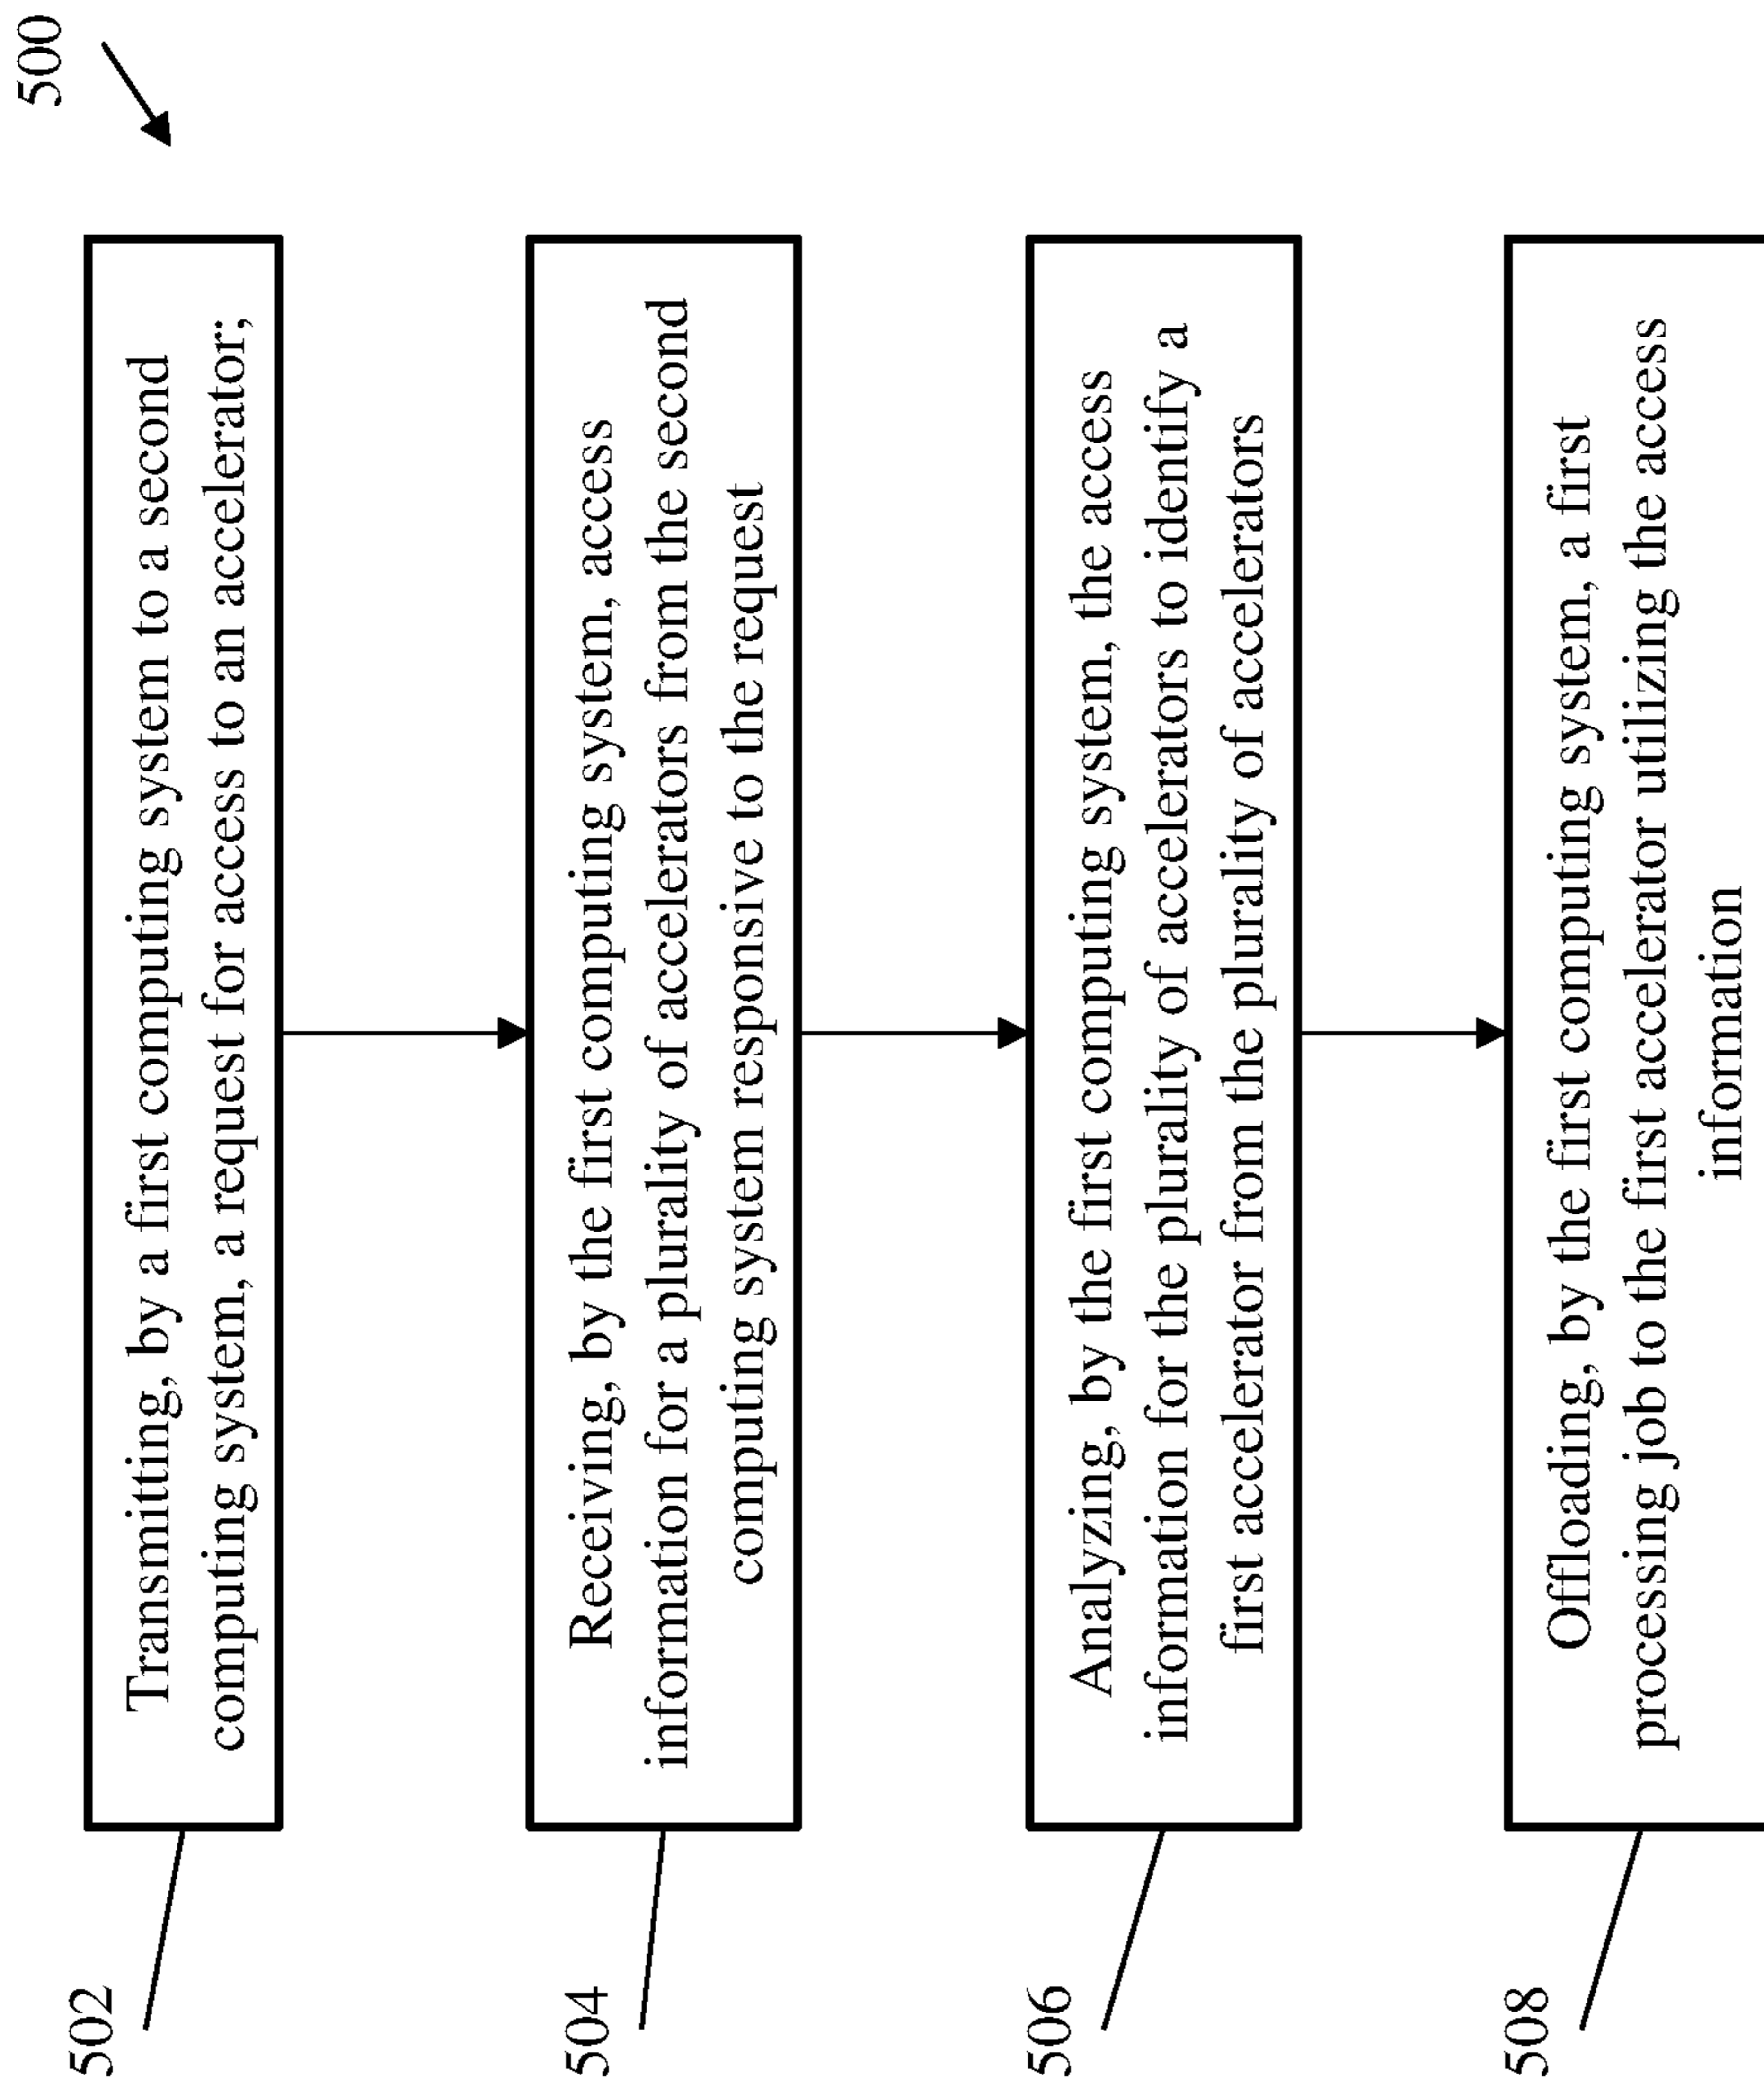 500
502
Transmitting, by a first computing system to a second
computing system, a request for access to an accelerator;
504
Receiving, by the first computing system, access
information for a plurality of accelerators from the second
computing system responsive to the request
506
Analyzing, by the first computing system, the access
information for the plurality of accelerators to identify a
first accelerator from the plurality of accelerators
508
Offloading, by the first computing system, a first
processing job to the first accelerator utilizing the access
information